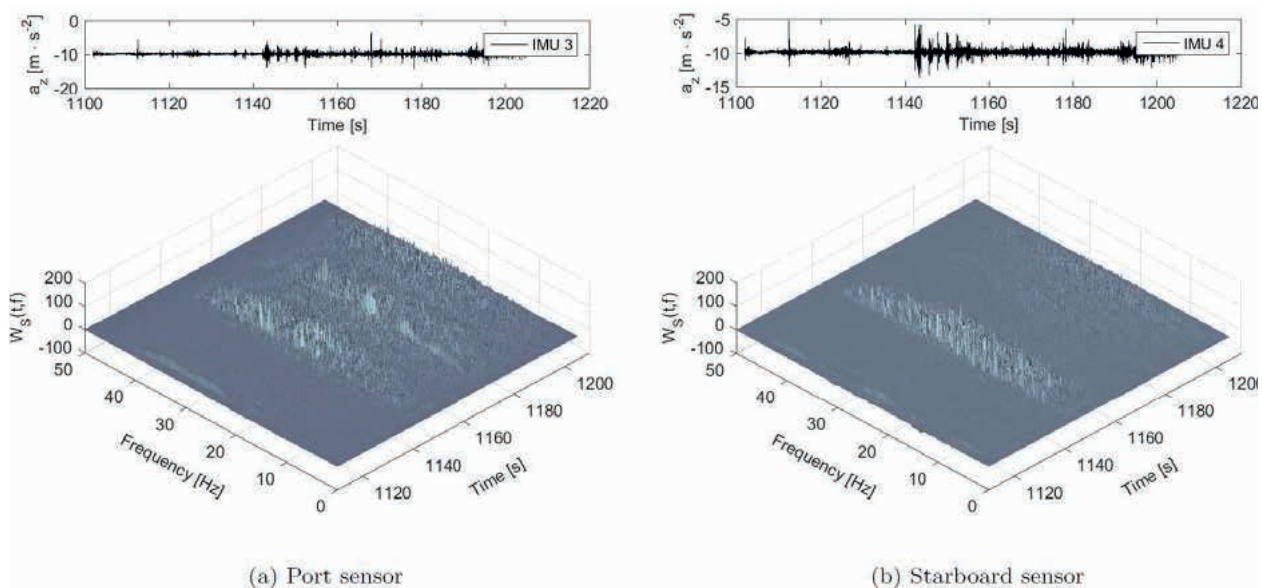 0
-10
-20
a_z [m · s^-2]
IMU 3
1100 1120 1140 1160 1180 1200 1220
Time [s]
200
100
0
-100
W_S(t,f)
50 40 30 20 10 0
Frequency [Hz]
1120 1140 1160 1180 1200
Time [s]
(a) Port sensor
-5
-10
-15
a_z [m · s^-2]
IMU 4
1100 1120 1140 1160 1180 1200 1220
Time [s]
200
100
0
-100
W_S(t,f)
50 40 30 20 10 0
Frequency [Hz]
1120 1140 1160 1180 1200
Time [s]
(b) Starboard sensor